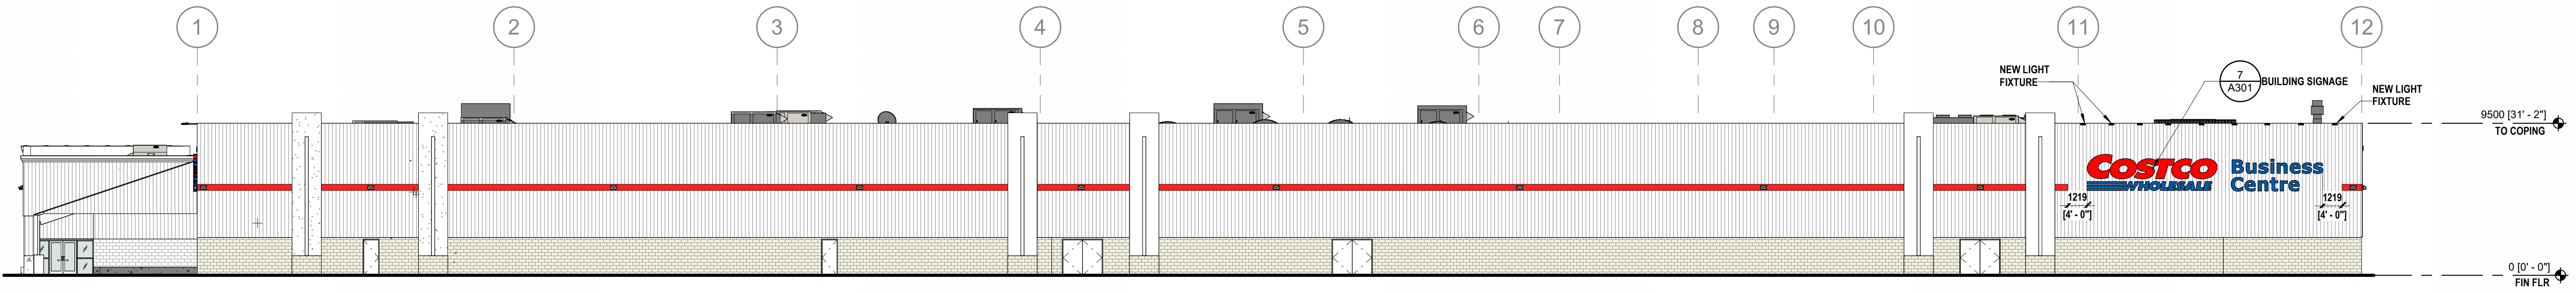 1
2
3
4
5
6
7
8
9
10
11
12
NEW LIGHT
FIXTURE
7
A301
BUILDING SIGNAGE
NEW LIGHT
FIXTURE
9500 [31' - 2"]
TO COPING
COSTCO
WHOLESALE
Business
Centre
1219
[4' - 0"]
1219
[4' - 0"]
0 [0' - 0"]
FIN FLR